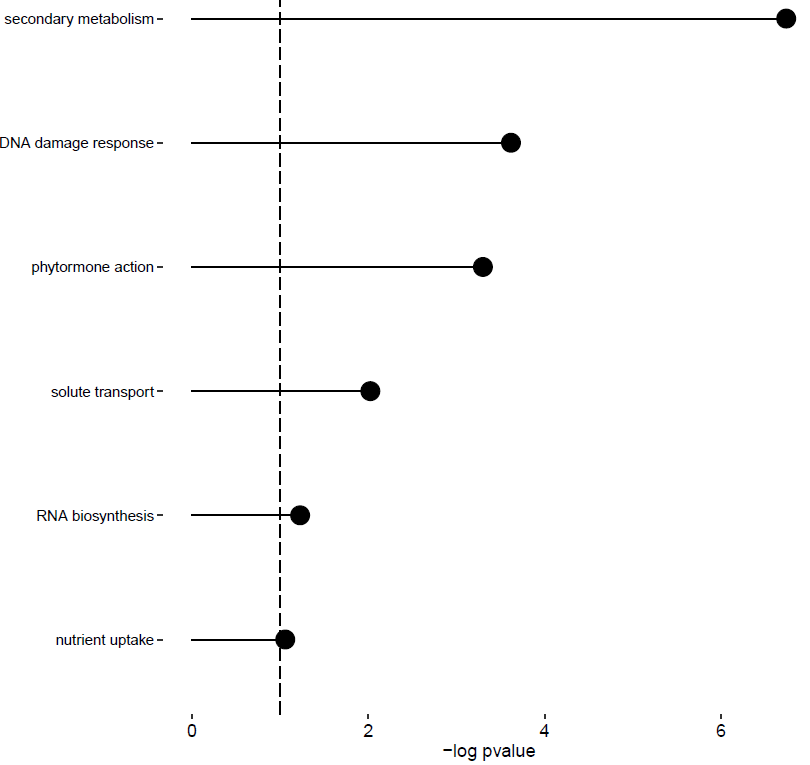 secondary metabolism
DNA damage response
phytormone action
solute transport
RNA biosynthesis
nutrient uptake
0 2 4 6
−log pvalue